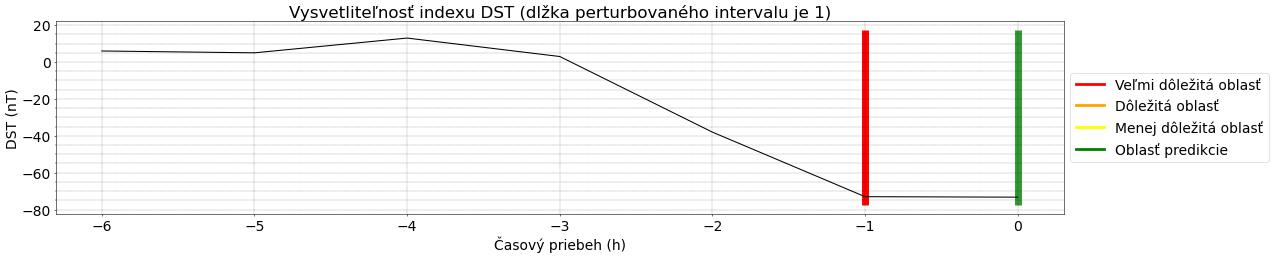 Vysvetliteľnosť indexu DST (dĺžka perturbovaného intervalu je 1)
DST (nT)
20
0
−20
−40
−60
−80
−6 −5 −4 −3 −2 −1 0
Časový priebeh (h)
Veľmi dôležitá oblasť
Dôležitá oblasť
Menej dôležitá oblasť
Oblasť predikcie